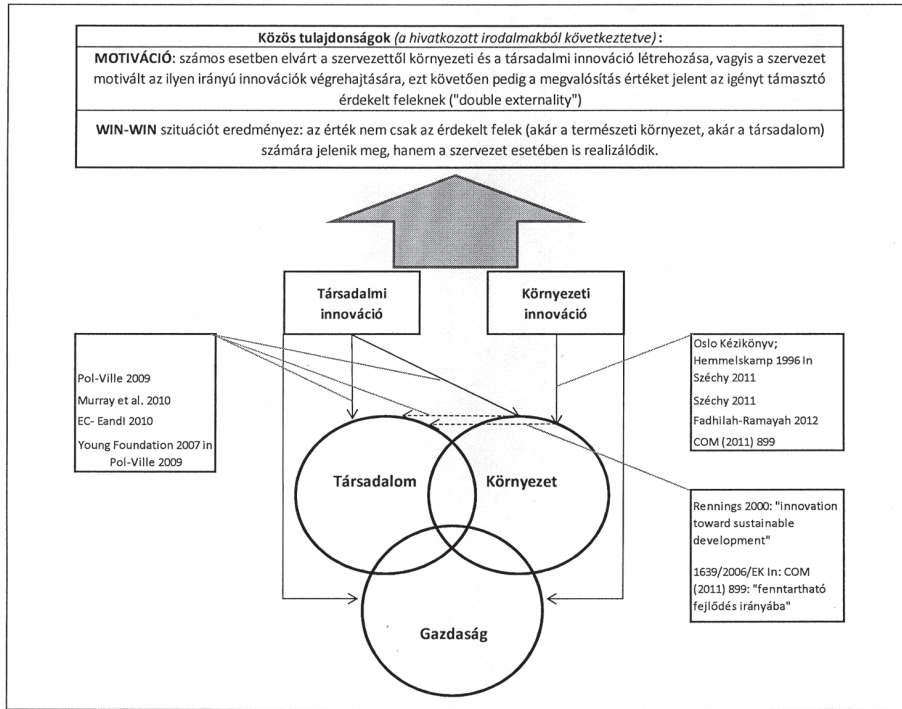 Közös tulajdonságok (a hivatkozott irodalmakból következtetve) :
MOTIVÁCIÓ: számos esetben elvárt a szervezettől környezeti és a társadalmi innováció létrehozása, vagyis a szervezet
motivált az ilyen irányú innovációk végrehajtására, ezt követően pedig a megvalósítás értéket jelent az igényt támasztó
érdekelt feleknek ("double externality")
WIN-WIN szituációt eredményez: az érték nem csak az érdekelt felek (akár a természeti környezet, akár a társadalom)
számára jelenik meg, hanem a szervezet esetében is realizálódik.
Társadalmi
innováció
Környezeti
innováció
Pol-Ville 2009
Murray et al. 2010
EC- EandI 2010
Young Foundation 2007 in
Pol-Ville 2009
Oslo Kézikönyv;
Hemmelskamp 1996 In
Széchy 2011
Széchy 2011
Fadhilah-Ramayah 2012
COM (2011) 899
Társadalom
Környezet
Gazdaság
Rennings 2000: "innovation
toward sustainable
development"
1639/2006/EK In: COM
(2011) 899: "fenntartható
fejlődés irányába"